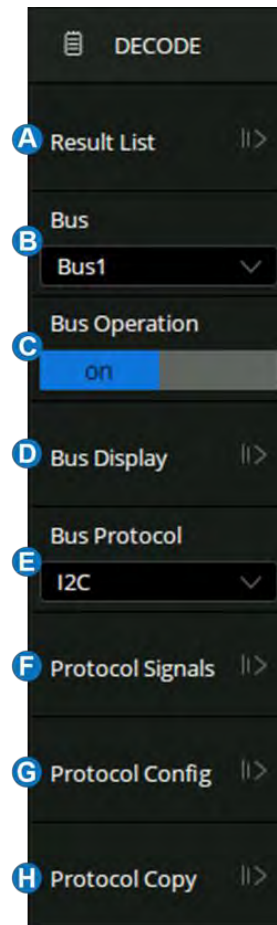 DECODE
A Result List
Bus
B
Bus1
Bus Operation
C
on
D Bus Display
Bus Protocol
E
I2C
F Protocol Signals
G Protocol Config
H Protocol Copy